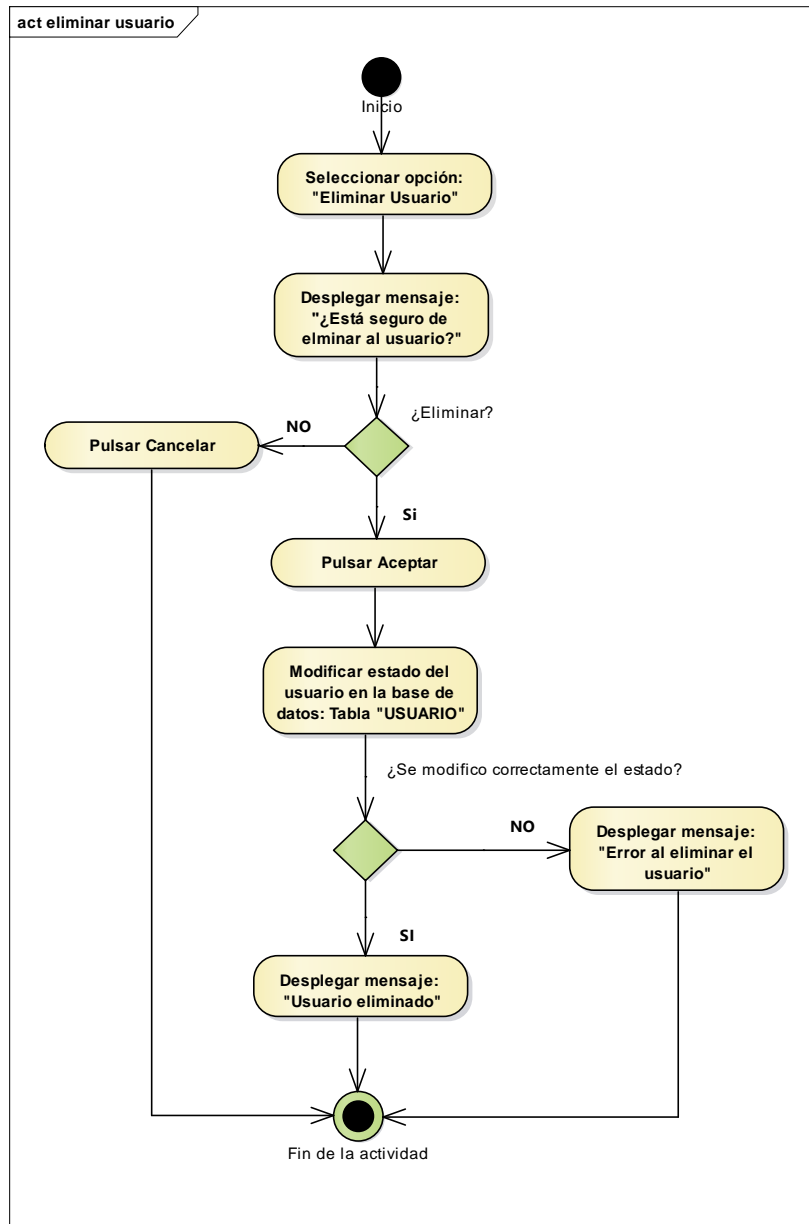 act eliminar usuario
Inicio
Seleccionar opción:
"Eliminar Usuario"
Desplegar mensaje:
"¿Está seguro de
elminar al usuario?"
¿Eliminar?
NO
Pulsar Cancelar
Si
Pulsar Aceptar
Modificar estado del
usuario en la base de
datos: Tabla "USUARIO"
¿Se modifico correctamente el estado?
NO
Desplegar mensaje:
"Error al eliminar el
usuario"
SI
Desplegar mensaje:
"Usuario eliminado"
Fin de la actividad